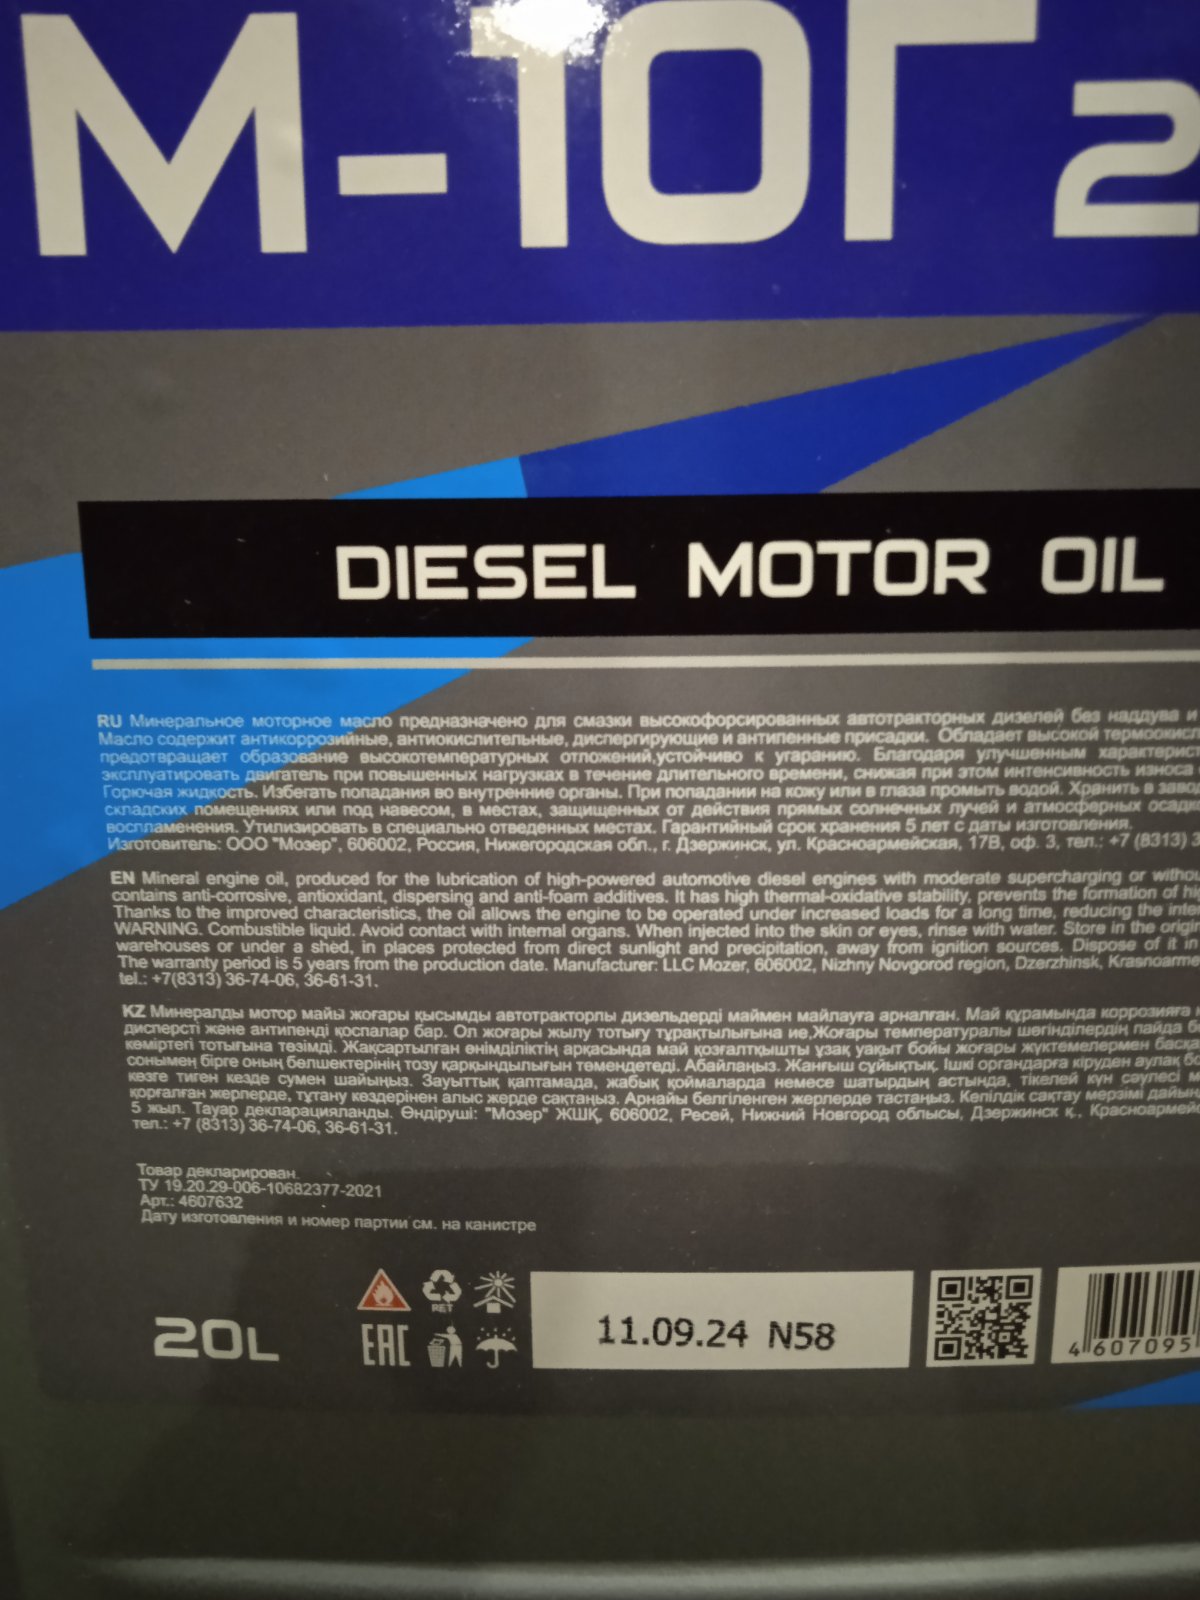 М-10Г2
DIESEL MOTOR OIL
RU Минеральное моторное масло предназначено для смазки высокофорсированных автотракторных дизелей без наддува и
Масло содержит антикоррозийные, антиокислительные, диспергирующие и антипенные присадки. Обладает высокой
предотвращает образование высокотемпературных отложений,устойчиво к угаранию. Благодаря улучшенным
эксплуатировать двигатель при повышенных нагрузках в течение длительного времени, снижая при этом интенсивность износа
Горючая жидкость. Избегать попадания во внутренние органы. При попадании на кожу или в глаза промыть водой. Хранить в
складских помещениях или под навесом, в местах, защищенных от действия прямых солнечных лучей и атмосферных
воспламенения. Утилизировать в специально отведенных местах. Гарантийный срок хранения 5 лет с даты изготовления.
Изготовитель: ООО "Мозер", 606002, Россия, Нижегородская обл., г. Дзержинск, ул. Красноармейская, 17В, оф. 3, тел.: +7 (8313)
EN Mineral engine oil, produced for the lubrication of high-powered automotive diesel engines with moderate supercharging or
contains anti-corrosive, antioxidant, dispersing and anti-foam additives. It has high thermal-oxidative stability, prevents the formation of
Thanks to the improved characteristics, the oil allows the engine to be operated under increased loads for a long time, reducing the
WARNING. Combustible liquid. Avoid contact with internal organs. When injected into the skin or eyes, rinse with water. Store in the
warehouses or under a shed, in places protected from direct sunlight and precipitation, away from ignition sources. Dispose of it in
The warranty period is 5 years from the production date. Manufacturer: LLC Mozer, 606002, Nizhny Novgorod region, Dzerzhinsk,
tel.: +7(8313) 36-74-06, 36-61-31.
KZ Минералды мотор майы жоғары қысымды автотракторлы дизельдерді маймен майлауға арналған. Май құрамында коррозияға
дисперсті және антипенді қоспалар бар. Ол жоғары жылу тотығу тұрақтылығына ие,Жоғары температуралы шөгінділердің пайда
көміртегі тотығына төзімді. Жақсартылған өнімділіктің арқасында май қозғалтқышты ұзақ уақыт бойы жоғары жүктемелермен
сонымен бірге оның бөлшектерінің тозу қарқындылығын төмендетеді. Абайлаңыз. Жанғыш сұйықтық. Ішкі органдарға кіруден аулақ
көзге тиген кезде сумен шайыңыз. Зауыттық қаптамада, жабық қоймаларда немесе шатырдың астында, тікелей күн сәулесі
қорғалған жерлерде, тұтану көздерінен алыс жерде сақтаңыз. Арнайы белгіленген жерлерде тастаңыз. Кепілдік сақтау мерзімі
5 жыл. Тауар декларацияланды. Өндіруші: "Мозер" ЖШҚ, 606002, Ресей, Нижний Новгород облысы, Дзержинск қ.,
тел.: +7 (8313) 36-74-06, 36-61-31.
Товар декларирован.
ТУ 19.20.29-006-10682377-2021
Арт.: 4607632
Дату изготовления и номер партии см. на канистре
PET
20L
EAC
11.09.24 N58
4 607095